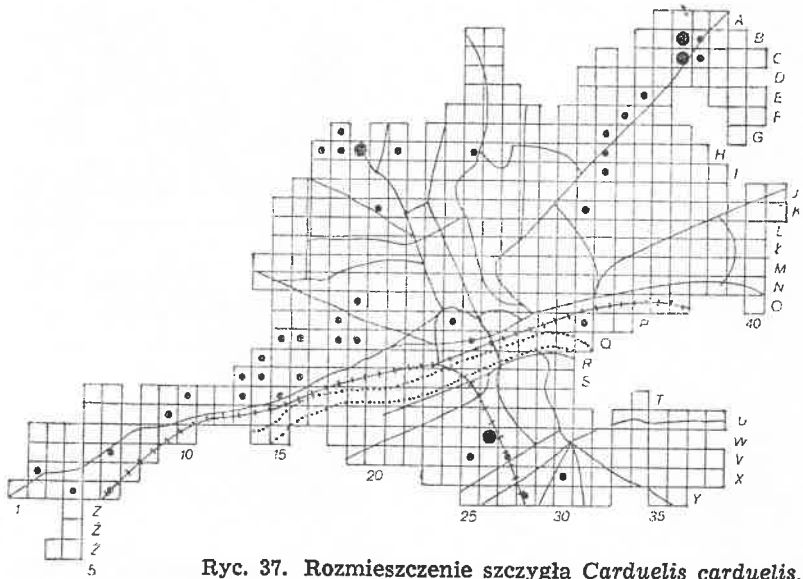 A
B
C
D
E
F
G
H
I
J
K
L
Ł
M
N
O
40
P
Q
R
S
T
U
W
V
X
Y
1
10
15
20
25
30
35
Z
Ź
Ż
5
Ryc. 37. Rozmieszczenie szczygła Carduelis carduelis.